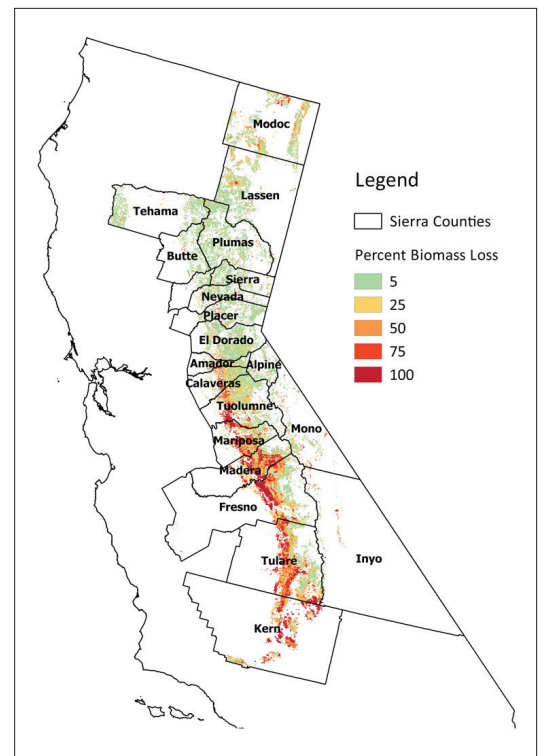 Modoc
Lassen
Legend
Tehama
Sierra Counties
Plumas
Butte
Percent Biomass Loss
Sierra
5
Nevada
25
Placer
50
El Dorado
75
Amador
Alpine
100
Calaveras
Tuolumne
Mono
Mariposa
Madera
Fresno
Inyo
Tulare
Kern